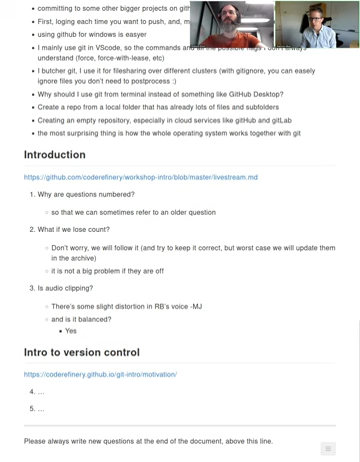 committing to some other bigger projects on gith
First, loging each time you want to push, and, m
using github for windows is easier
I mainly use git in VScode, so the commands and all the possible flags I don't always
understand (force, force-with-lease, etc)
I butcher git, I use it for filesharing over different clusters (with gitignore, you can easely
ignore files you don't need to postprocess :)
Why should I use git from terminal instead of something like GitHub Desktop?
Create a repo from a local folder that has already lots of files and subfolders
Creating an empty repository, especially in cloud services like gitHub and gitLab
the most surprising thing is how the whole operating system works together with git
Introduction
https://github.com/coderefinery/workshop-intro/blob/master/livestream.md
1. Why are questions numbered?
so that we can sometimes refer to an older question
2. What if we lose count?
Don't worry, we will follow it (and try to keep it correct, but worst case we will update them
in the archive)
it is not a big problem if they are off
3. Is audio clipping?
There's some slight distortion in RB's voice -MJ
and is it balanced?
Yes
Intro to version control
https://coderefinery.github.io/git-intro/motivation/
4. ...
5. ...
Please always write new questions at the end of the document, above this line.